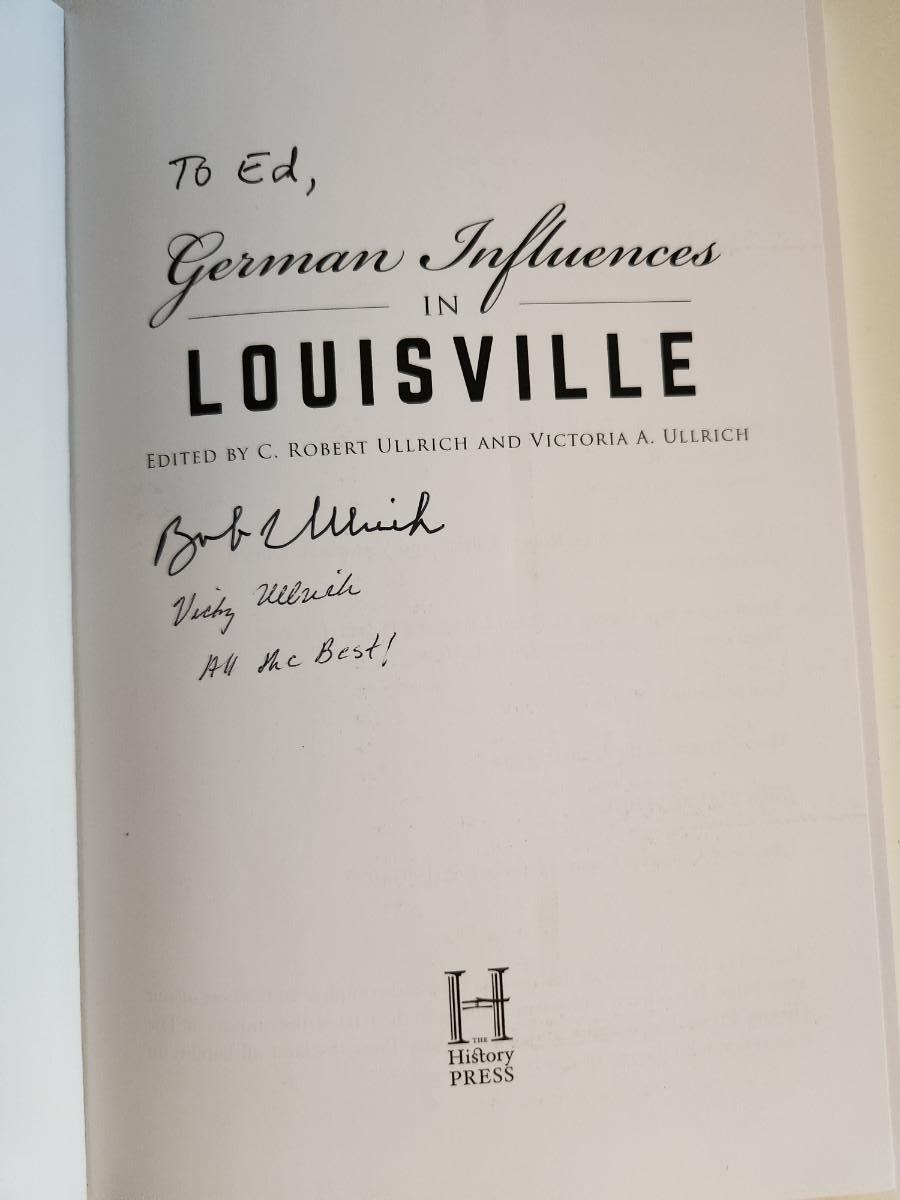 To Ed,
German Influences
IN
LOUISVILLE
EDITED BY C. ROBERT ULLRICH AND VICTORIA A. ULLRICH
Bob Ullrich
Vicky Ullrich
All the Best!
H
THE
History
PRESS